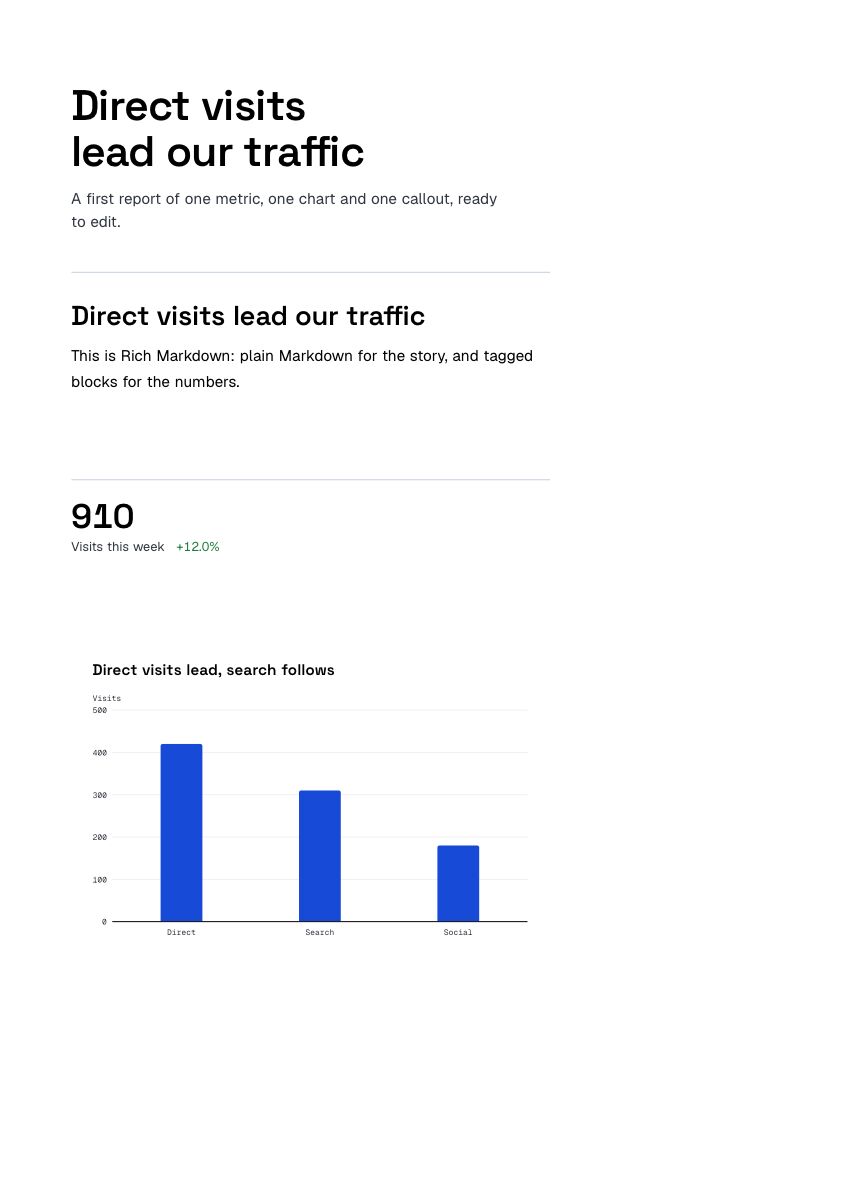 Direct visits
lead our traffic
A first report of one metric, one chart and one callout, ready
to edit.
Direct visits lead our traffic
This is Rich Markdown: plain Markdown for the story, and tagged
blocks for the numbers.
910
Visits this week +12.0%
Direct visits lead, search follows
Visits
500
400
300
200
100
0
Direct Search Social